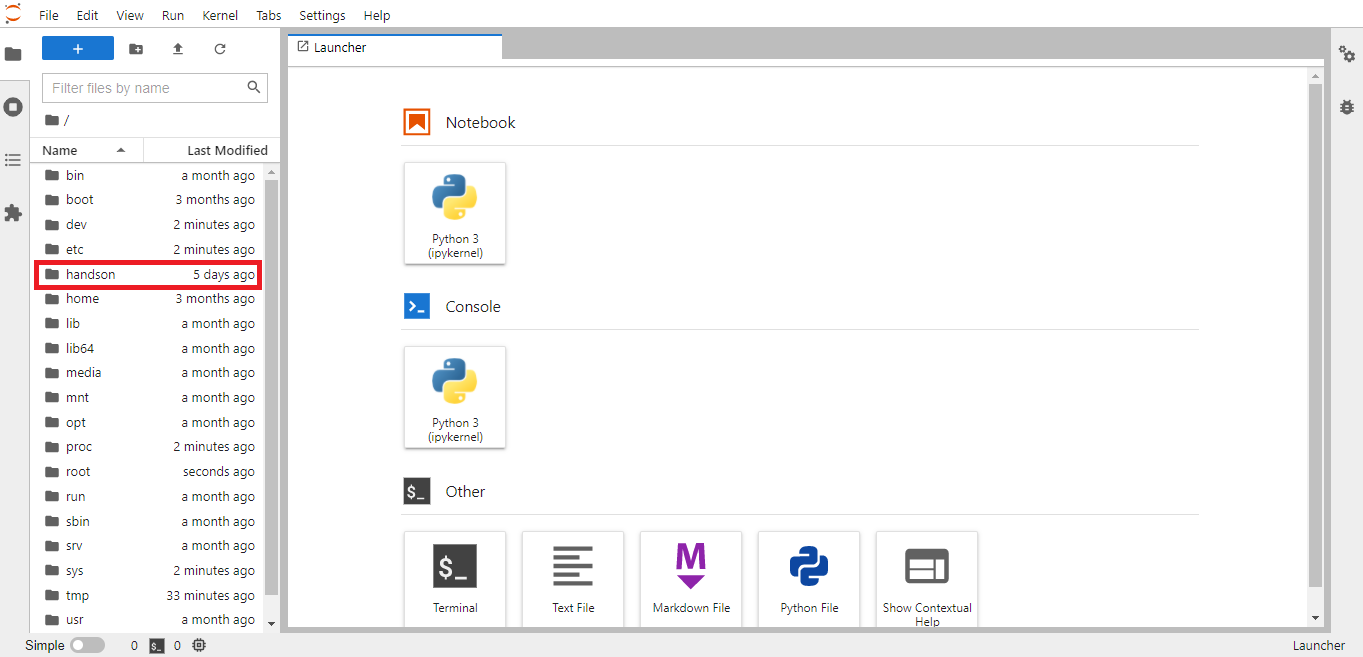 File Edit View Run Kernel Tabs Settings Help
+
Launcher
Filter files by name
/
Name Last Modified
bin a month ago
boot 3 months ago
dev 2 minutes ago
etc 2 minutes ago
handson 5 days ago
home 3 months ago
lib a month ago
lib64 a month ago
media a month ago
mnt a month ago
opt a month ago
proc 2 minutes ago
root seconds ago
run a month ago
sbin a month ago
srv a month ago
sys 2 minutes ago
tmp 33 minutes ago
usr a month ago
Notebook
Python 3
(ipykernel)
>_ Console
Python 3
(ipykernel)
$_ Other
$_
Terminal
Text File
M
Markdown File
Python File
Show Contextual
Help
Simple 0 $_ 0 Launcher